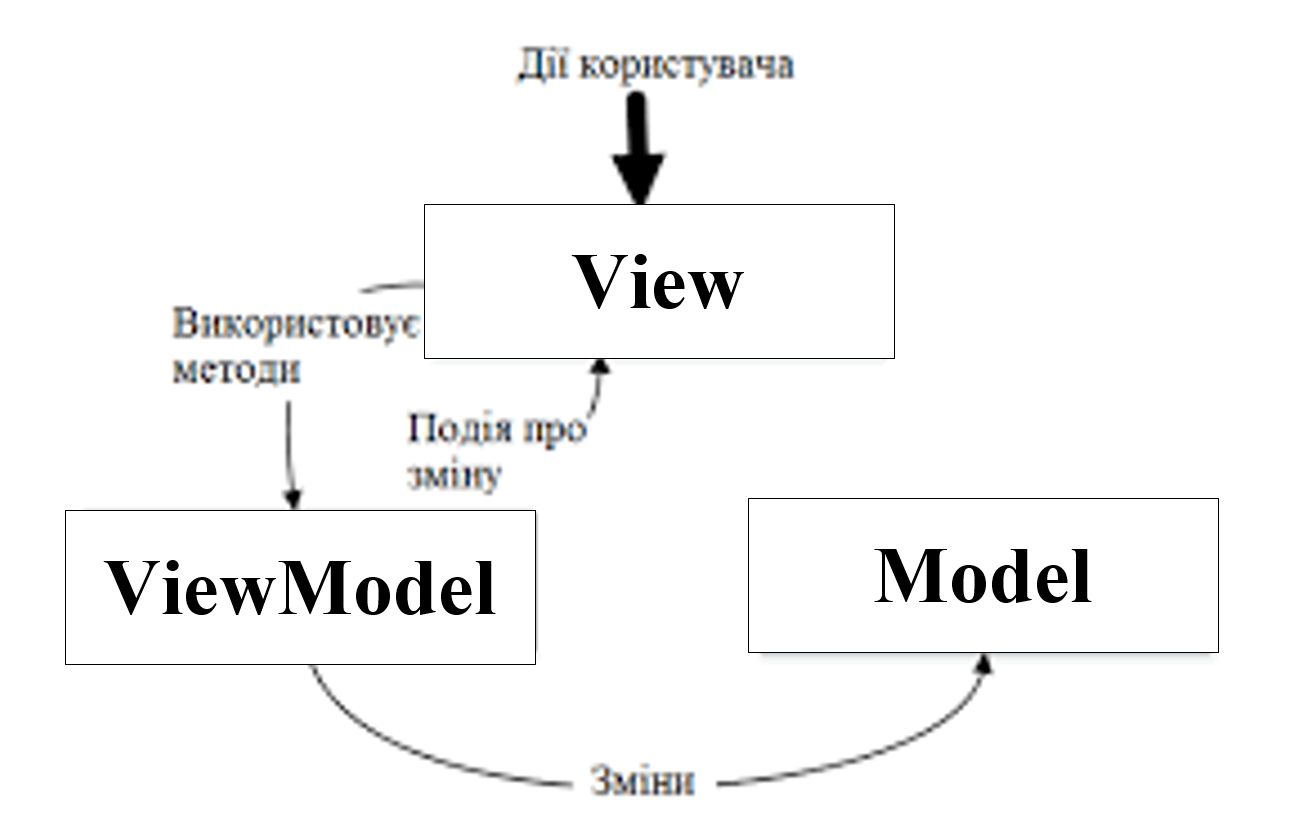 Дії користувача
View
Використовує
методи
Подія про
зміну
ViewModel
Model
Зміни